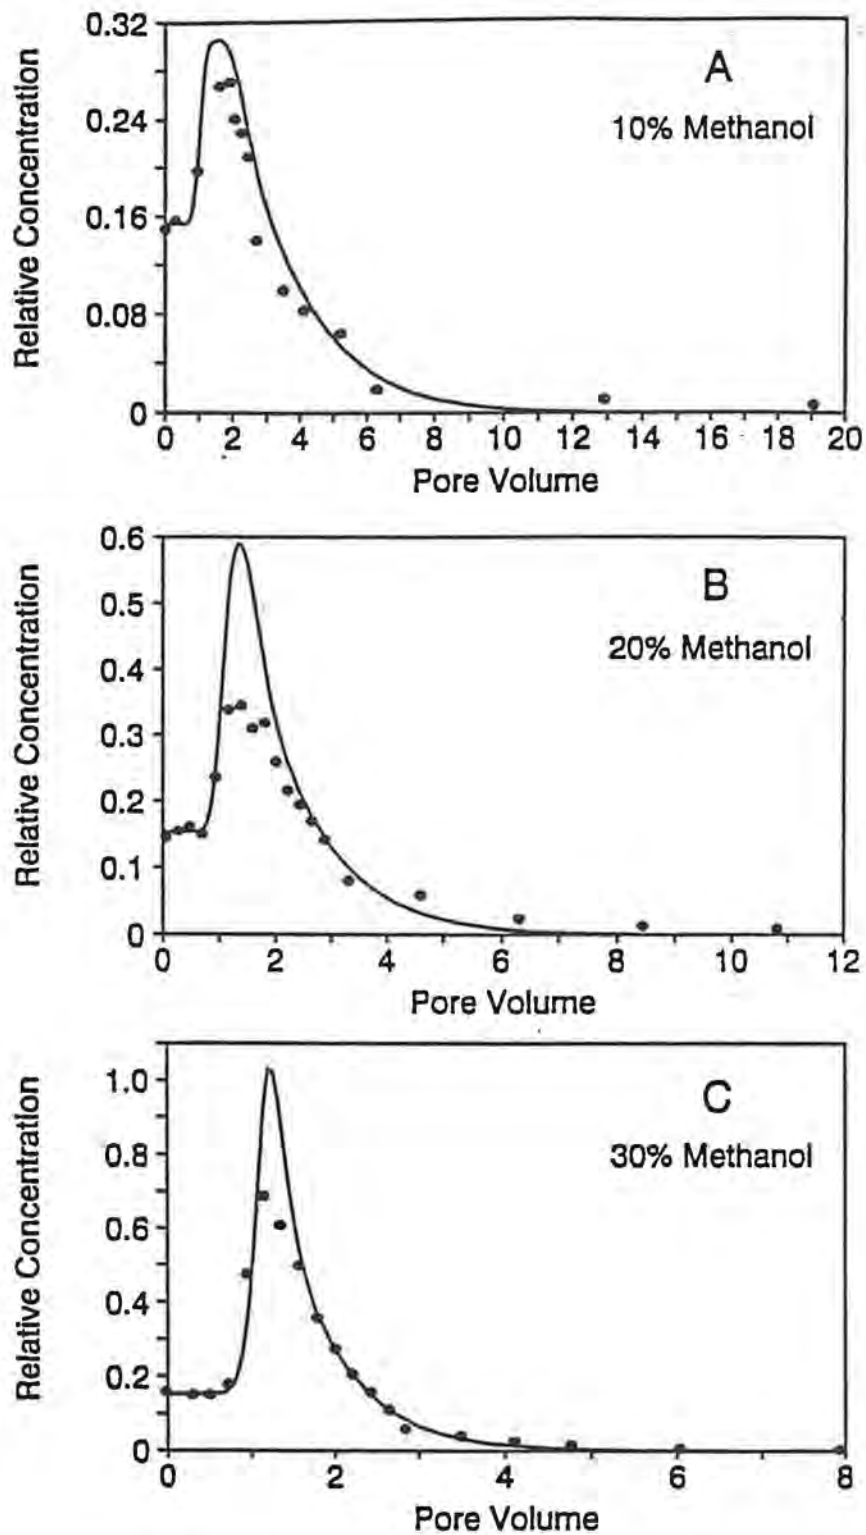 0.32
0.24
0.16
0.08
0
Relative Concentration
A
10% Methanol
0 2 4 6 8 10 12 14 16 18 20
Pore Volume
0.6
0.5
0.4
0.3
0.2
0.1
0
Relative Concentration
B
20% Methanol
0 2 4 6 8 10 12
Pore Volume
1.0
0.8
0.6
0.4
0.2
0
Relative Concentration
C
30% Methanol
0 2 4 6 8
Pore Volume